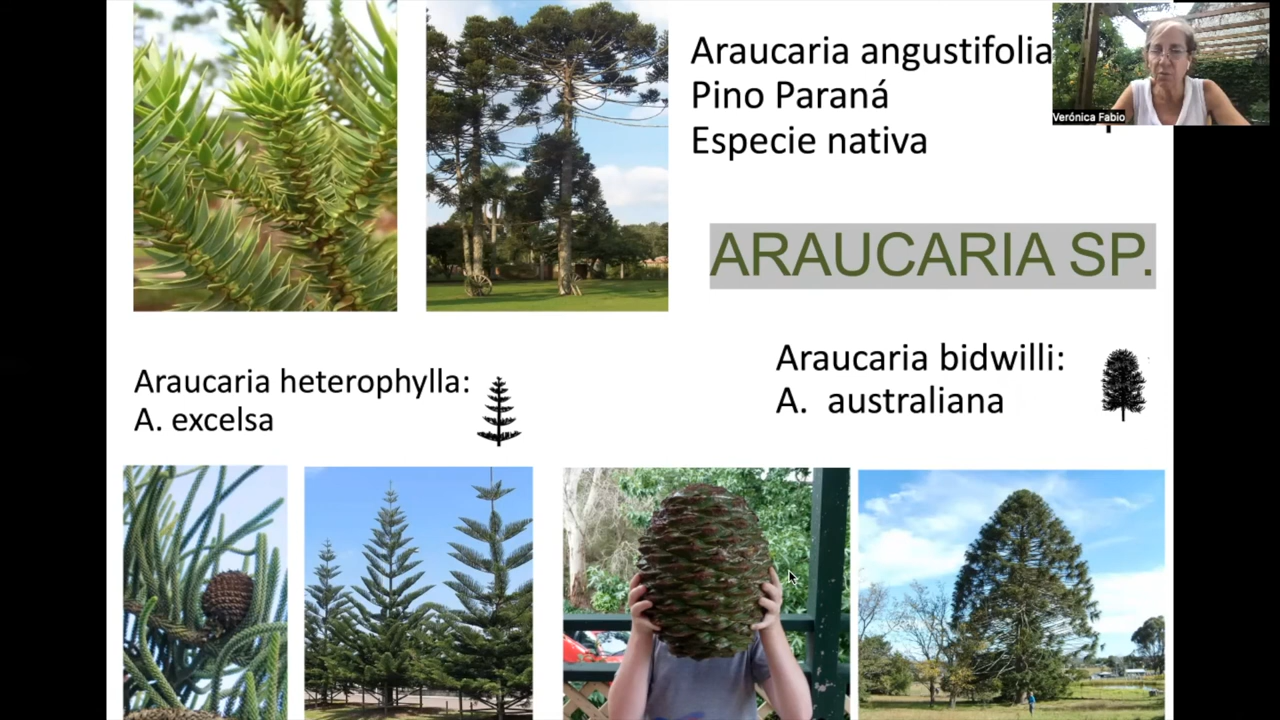 Araucaria angustifolia
Pino Paraná
Especie nativa
Verónica Fabio
ARAUCARIA SP.
Araucaria heterophylla:
A. excelsa
Araucaria bidwilli:
A. australiana